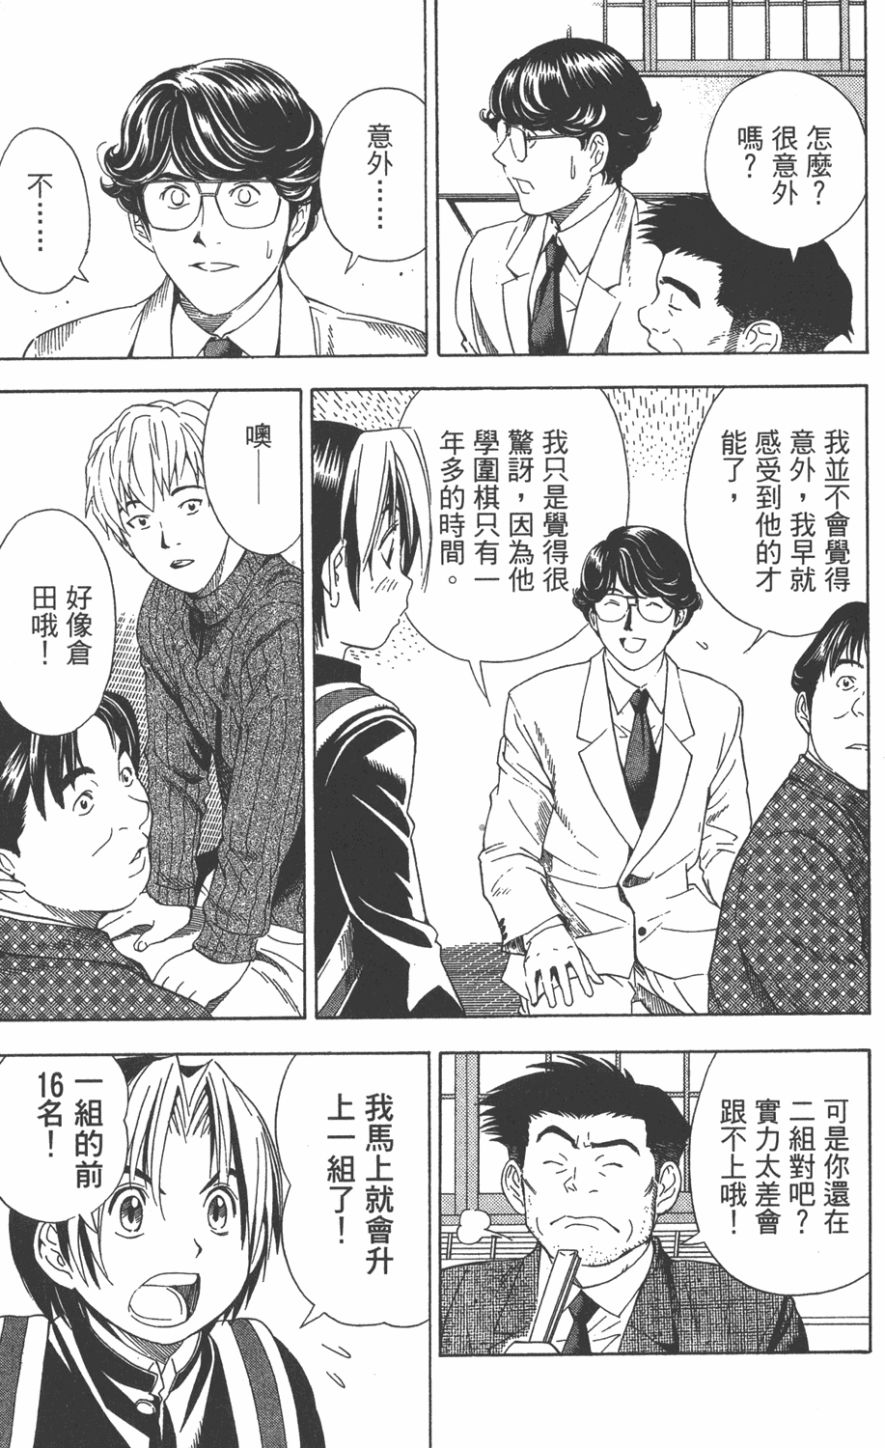 怎麼？
很意外
嗎？
意外……
不……
我並不會覺得
意外，我早就
感受到他的才
能了，
我只是覺得很
驚訝，因為他
學圍棋只有一
年多的時間。
噢——
好像倉
田哦！
可是你還在
二組對吧？
實力太差會
跟不上哦！
我馬上就會升
上一組了！
一組的前
16名！